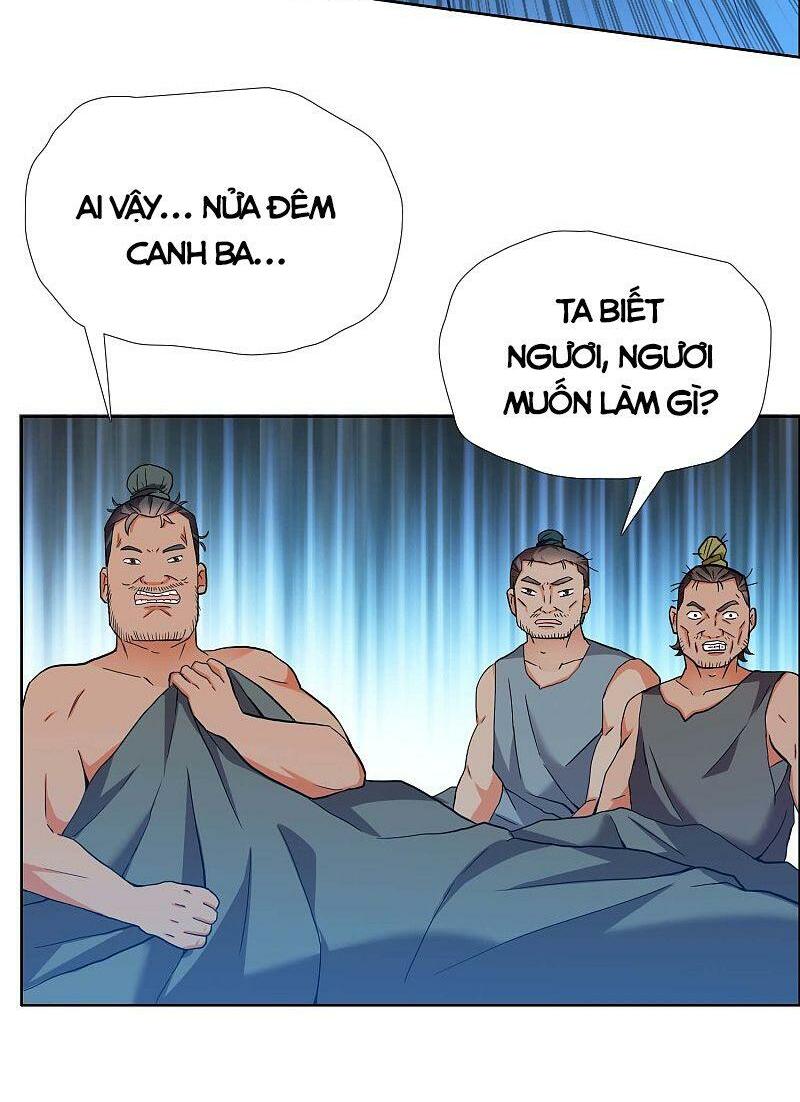 AI VẬY... NỬA ĐÊM
CANH BA...
TA BIẾT
NGƯƠI, NGƯƠI
MUỐN LÀM GÌ?